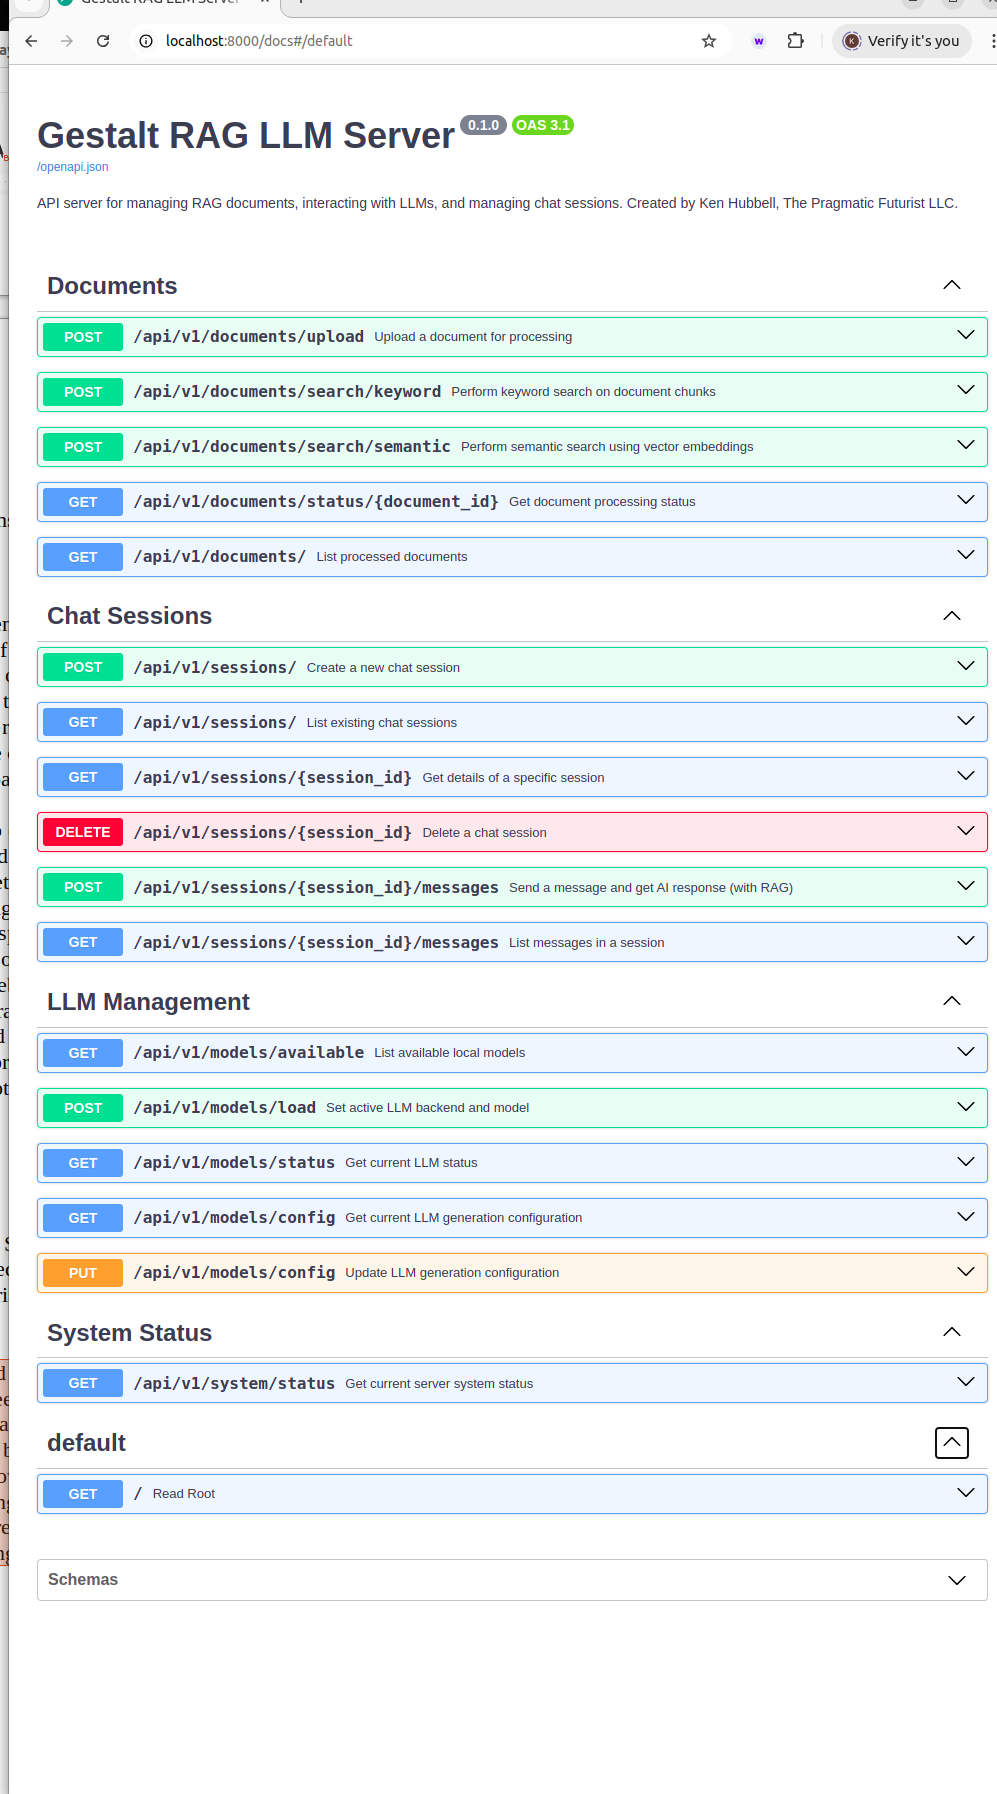 localhost:8000/docs#/default
Verify it's you
Gestalt RAG LLM Server 0.1.0 OAS 3.1
/openapi.json
API server for managing RAG documents, interacting with LLMs, and managing chat sessions. Created by Ken Hubbell, The Pragmatic Futurist LLC.
Documents
POST /api/v1/documents/upload Upload a document for processing
POST /api/v1/documents/search/keyword Perform keyword search on document chunks
POST /api/v1/documents/search/semantic Perform semantic search using vector embeddings
GET /api/v1/documents/status/{document_id} Get document processing status
GET /api/v1/documents/ List processed documents
Chat Sessions
POST /api/v1/sessions/ Create a new chat session
GET /api/v1/sessions/ List existing chat sessions
GET /api/v1/sessions/{session_id} Get details of a specific session
DELETE /api/v1/sessions/{session_id} Delete a chat session
POST /api/v1/sessions/{session_id}/messages Send a message and get AI response (with RAG)
GET /api/v1/sessions/{session_id}/messages List messages in a session
LLM Management
GET /api/v1/models/available List available local models
POST /api/v1/models/load Set active LLM backend and model
GET /api/v1/models/status Get current LLM status
GET /api/v1/models/config Get current LLM generation configuration
PUT /api/v1/models/config Update LLM generation configuration
System Status
GET /api/v1/system/status Get current server system status
default
GET / Read Root
Schemas